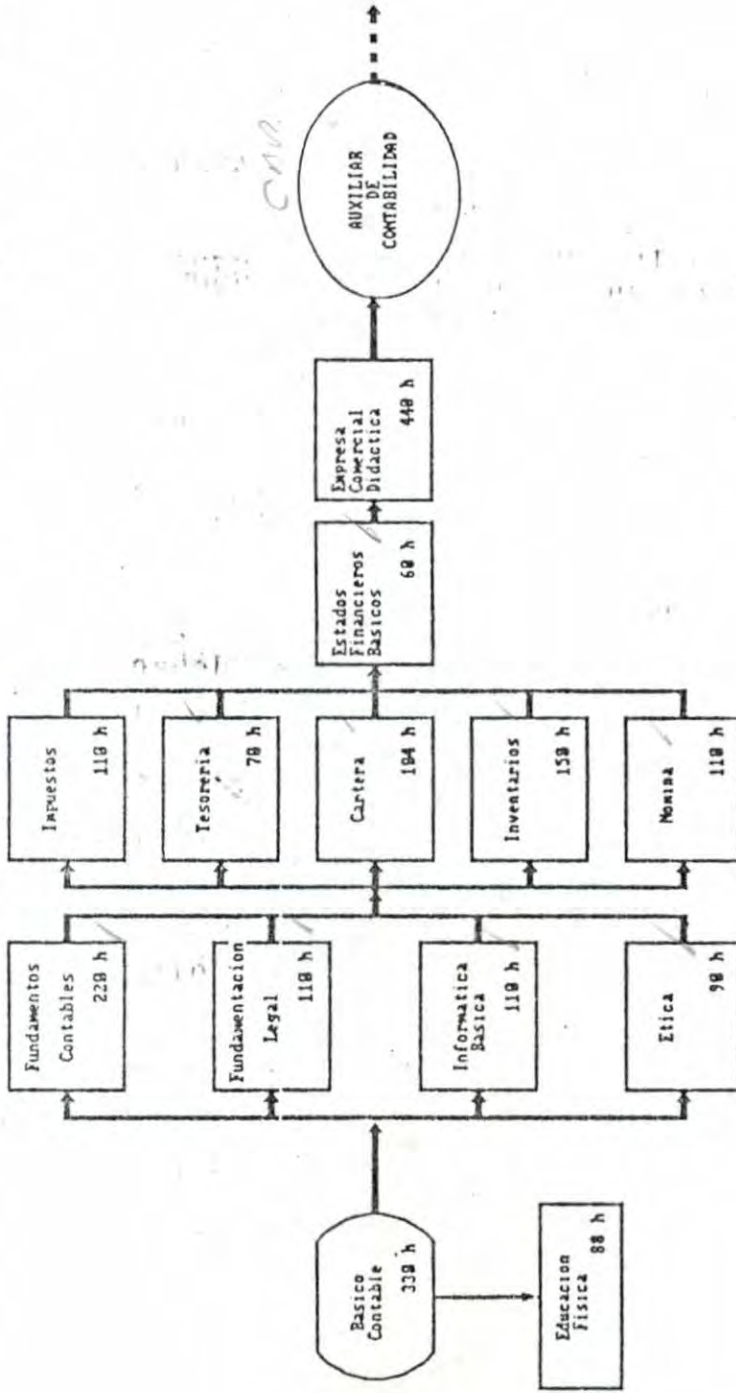 Basico
Contable
330 h
Educacion
Fisica
88 h
Fundamentos
Contables
220 h
Fundamentacion
Legal
110 h
Informatica
Basica
110 h
Etica
90 h
Impuestos
110 h
Tesoreria
70 h
Cartera
104 h
Inventarios
150 h
Nomina
110 h
Estados
Financieros
Basicos
60 h
Empresa
Comercial
Didactica
440 h
AUXILIAR
DE
CONTABILIDAD